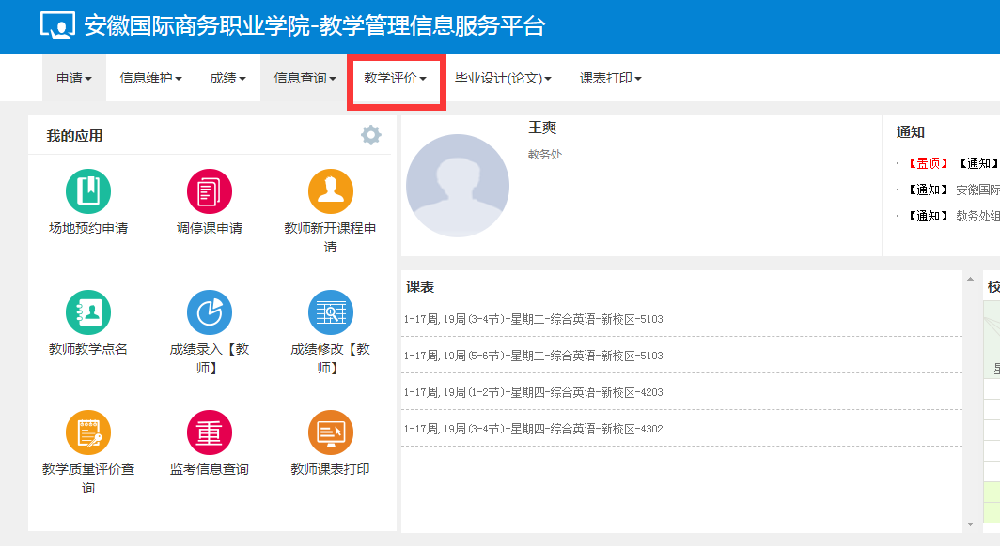 安徽国际商务职业学院-教学管理信息服务平台
申请 信息维护 成绩 信息查询 教学评价 毕业设计(论文) 课表打印
我的应用
场地预约申请
调停课申请
教师新开课程申
请
教师教学点名
成绩录入【教
师】
成绩修改【教
师】
教学质量评价查
询
重
监考信息查询
教师课表打印
王爽
教务处
通知
· 【置顶】 【通知】
· 【通知】 安徽国际
· 【通知】 教务处组
课表
1-17周,19周(3-4节)-星期二-综合英语-新校区-5103
1-17周,19周(5-6节)-星期二-综合英语-新校区-5103
1-17周,19周(1-2节)-星期四-综合英语-新校区-4203
1-17周,19周(3-4节)-星期四-综合英语-新校区-4302
校